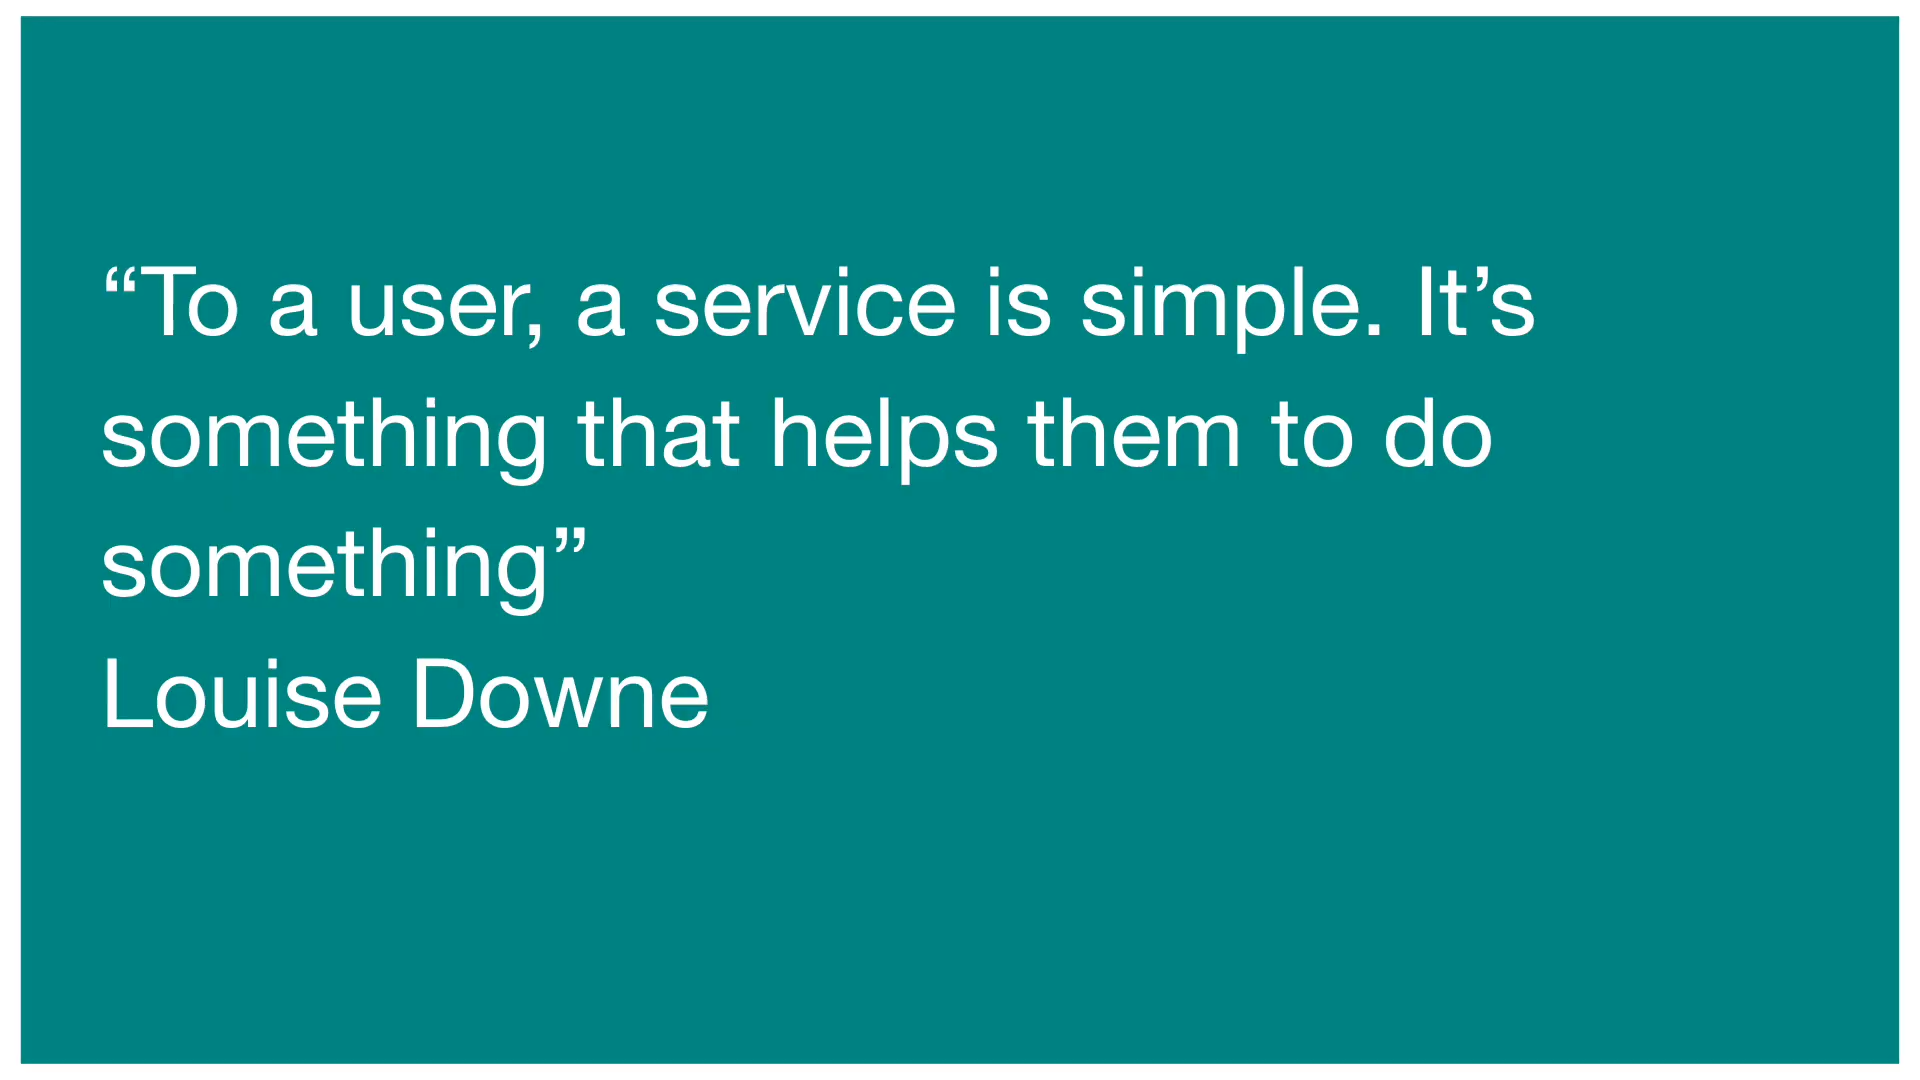 “To a user, a service is simple. It’s
something that helps them to do
something”
Louise Downe